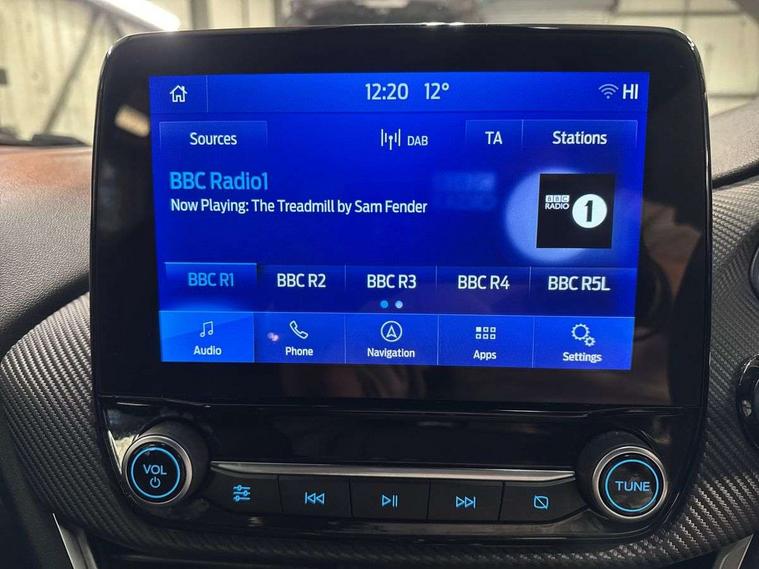 12:20 12° HI
Sources DAB TA Stations
BBC Radio1
Now Playing: The Treadmill by Sam Fender
BBC RADIO 1
BBC R1 BBC R2 BBC R3 BBC R4 BBC R5L
Audio Phone Navigation Apps Settings
VOL TUNE